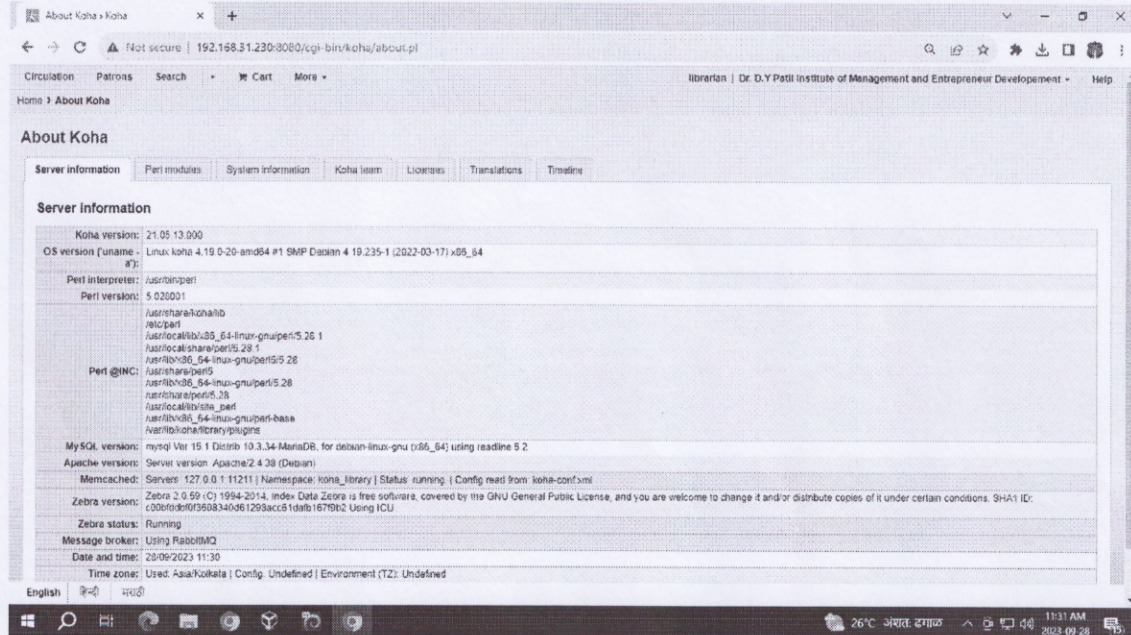 About Koha › Koha
Not secure | 192.168.31.230:8080/cgi-bin/koha/about.pl
Circulation Patrons Search Cart More librarian | Dr. D.Y Patil Institute of Management and Entrepreneur Developement Help
Home › About Koha
About Koha
Server information Perl modules System information Koha team Licenses Translations Timeline
Server information
Koha version: 21.05.13.000
OS version ('uname - Linux koha 4.19.0-20-amd64 #1 SMP Debian 4.19.235-1 (2022-03-17) x86_64
a'):
Perl interpreter: /usr/bin/perl
Perl version: 5.028001
/usr/share/koha/lib
/etc/perl
/usr/local/lib/x86_64-linux-gnu/perl/5.28.1
/usr/local/share/perl/5.28.1
/usr/lib/x86_64-linux-gnu/perl5/5.28
Perl @INC: /usr/share/perl5
/usr/lib/x86_64-linux-gnu/perl/5.28
/usr/share/perl/5.28
/usr/local/lib/site_perl
/usr/lib/x86_64-linux-gnu/perl-base
/var/lib/koha/library/plugins
MySQL version: mysql Ver 15.1 Distrib 10.3.34-MariaDB, for debian-linux-gnu (x86_64) using readline 5.2
Apache version: Server version: Apache/2.4.38 (Debian)
Memcached: Servers: 127.0.0.1:11211 | Namespace: koha_library | Status: running. | Config read from: koha-conf.xml
Zebra version: Zebra 2.0.59 (C) 1994-2014, Index Data Zebra is free software, covered by the GNU General Public License, and you are welcome to change it and/or distribute copies of it under certain conditions. SHA1 ID:
Using ICU
Zebra status: Running
Message broker: Using RabbitMQ
Date and time: 28/09/2023 11:30
Time zone: Used: Asia/Kolkata | Config: Undefined | Environment (TZ): Undefined
English हिन्दी मराठी
26°C अंशत: ढगाळ 11:31 AM
2023-09-28